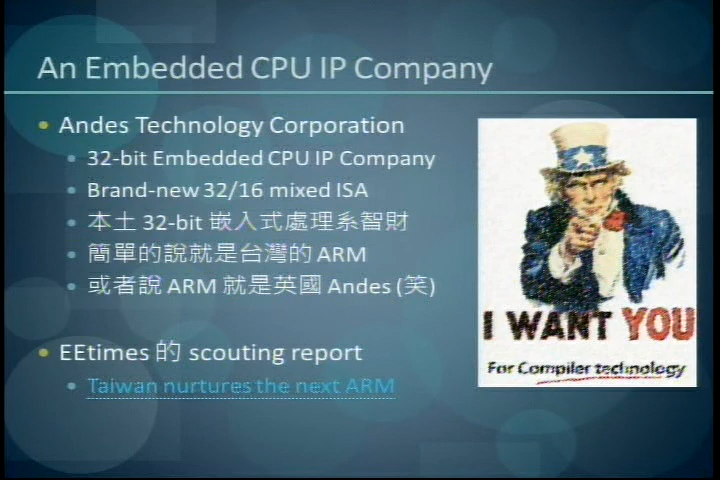 An Embedded CPU IP Company
Andes Technology Corporation
32-bit Embedded CPU IP Company
Brand-new 32/16 mixed ISA
本土 32-bit 嵌入式處理系智財
簡單的說就是台灣的 ARM
或者說 ARM 就是英國 Andes (笑)
EEtimes 的 scouting report
Taiwan nurtures the next ARM
I WANT YOU
For Compiler technology